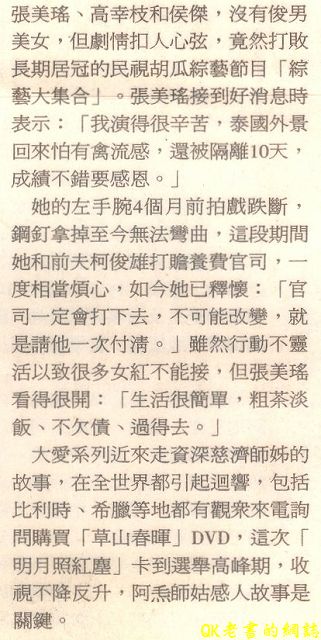 張美瑤、高幸枝和侯傑，沒有俊男
美女，但劇情扣人心弦，竟然打敗
長期居冠的民視胡瓜綜藝節目「綜
藝大集合」。張美瑤接到好消息時
表示：「我演得很辛苦，泰國外景
回來怕有禽流感，還被隔離10天，
成績不錯要感恩。」
她的左手腕4個月前拍戲跌斷，
鋼釘拿掉至今無法彎曲，這段期間
她和前夫柯俊雄打贍養費官司，一
度相當煩心，如今她已釋懷：「官
司一定會打下去，不可能改變，就
是請他一次付清。」雖然行動不靈
活以致很多女紅不能接，但張美瑤
看得很開：「生活很簡單，粗茶淡
飯、不欠債、過得去。」
大愛系列近來走資深慈濟師姊的
故事，在全世界都引起迴響，包括
比利時、希臘等地都有觀衆來電詢
問購買「草山春暉」DVD，這次「
明月照紅塵」卡到選舉高峰期，收
視不降反升，阿𤆬師姑感人故事是
關鍵。
QK老書的網誌